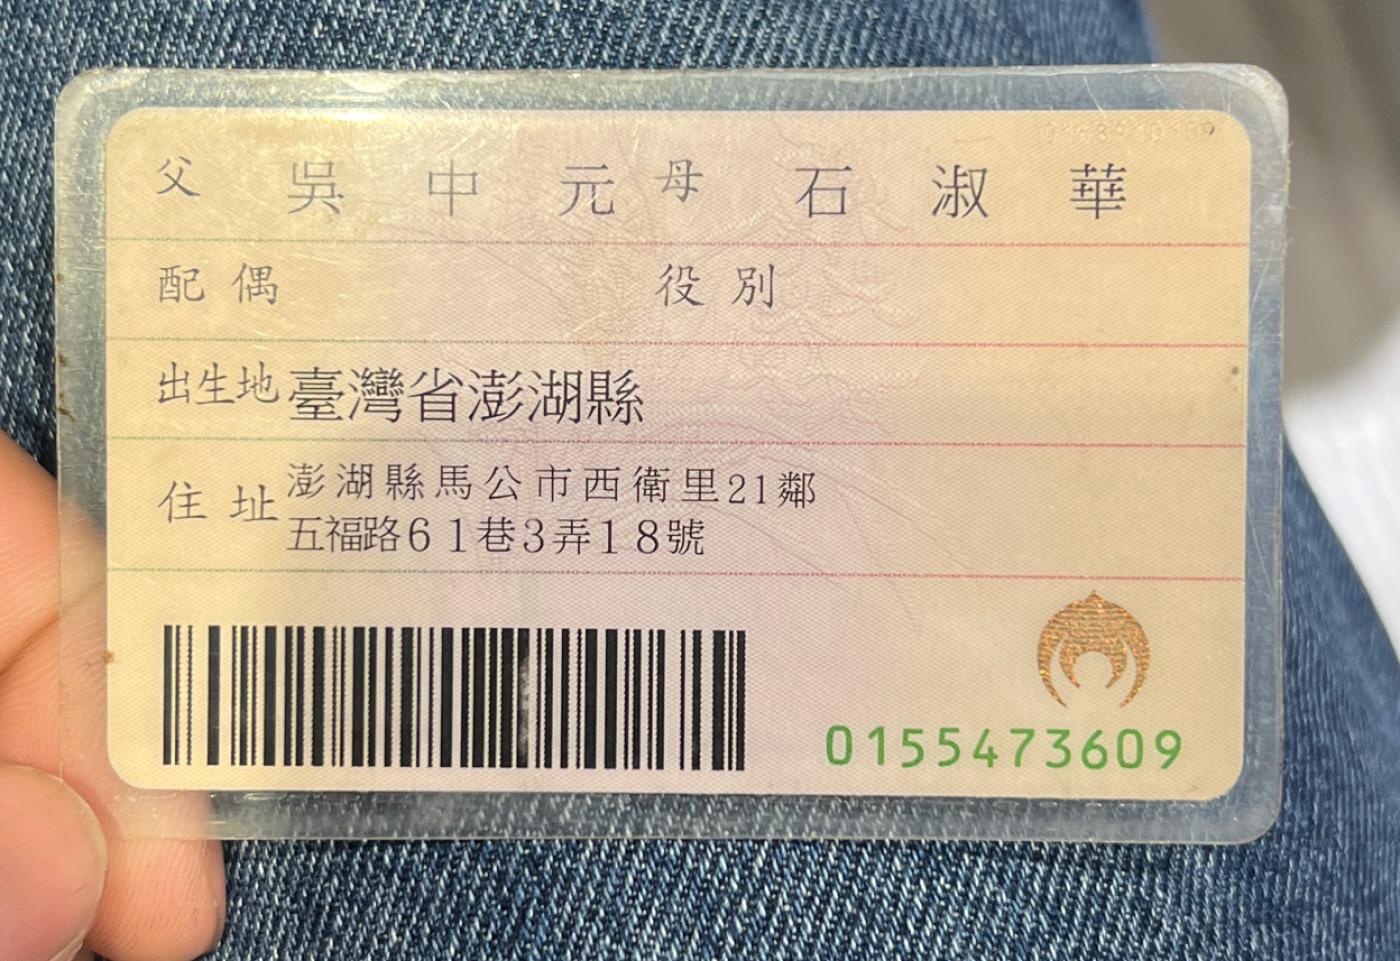 父 吳中元 母 石淑華
配偶 役別
出生地 臺灣省澎湖縣
住址 澎湖縣馬公市西衛里21鄰
五福路61巷3弄18號
0155473609